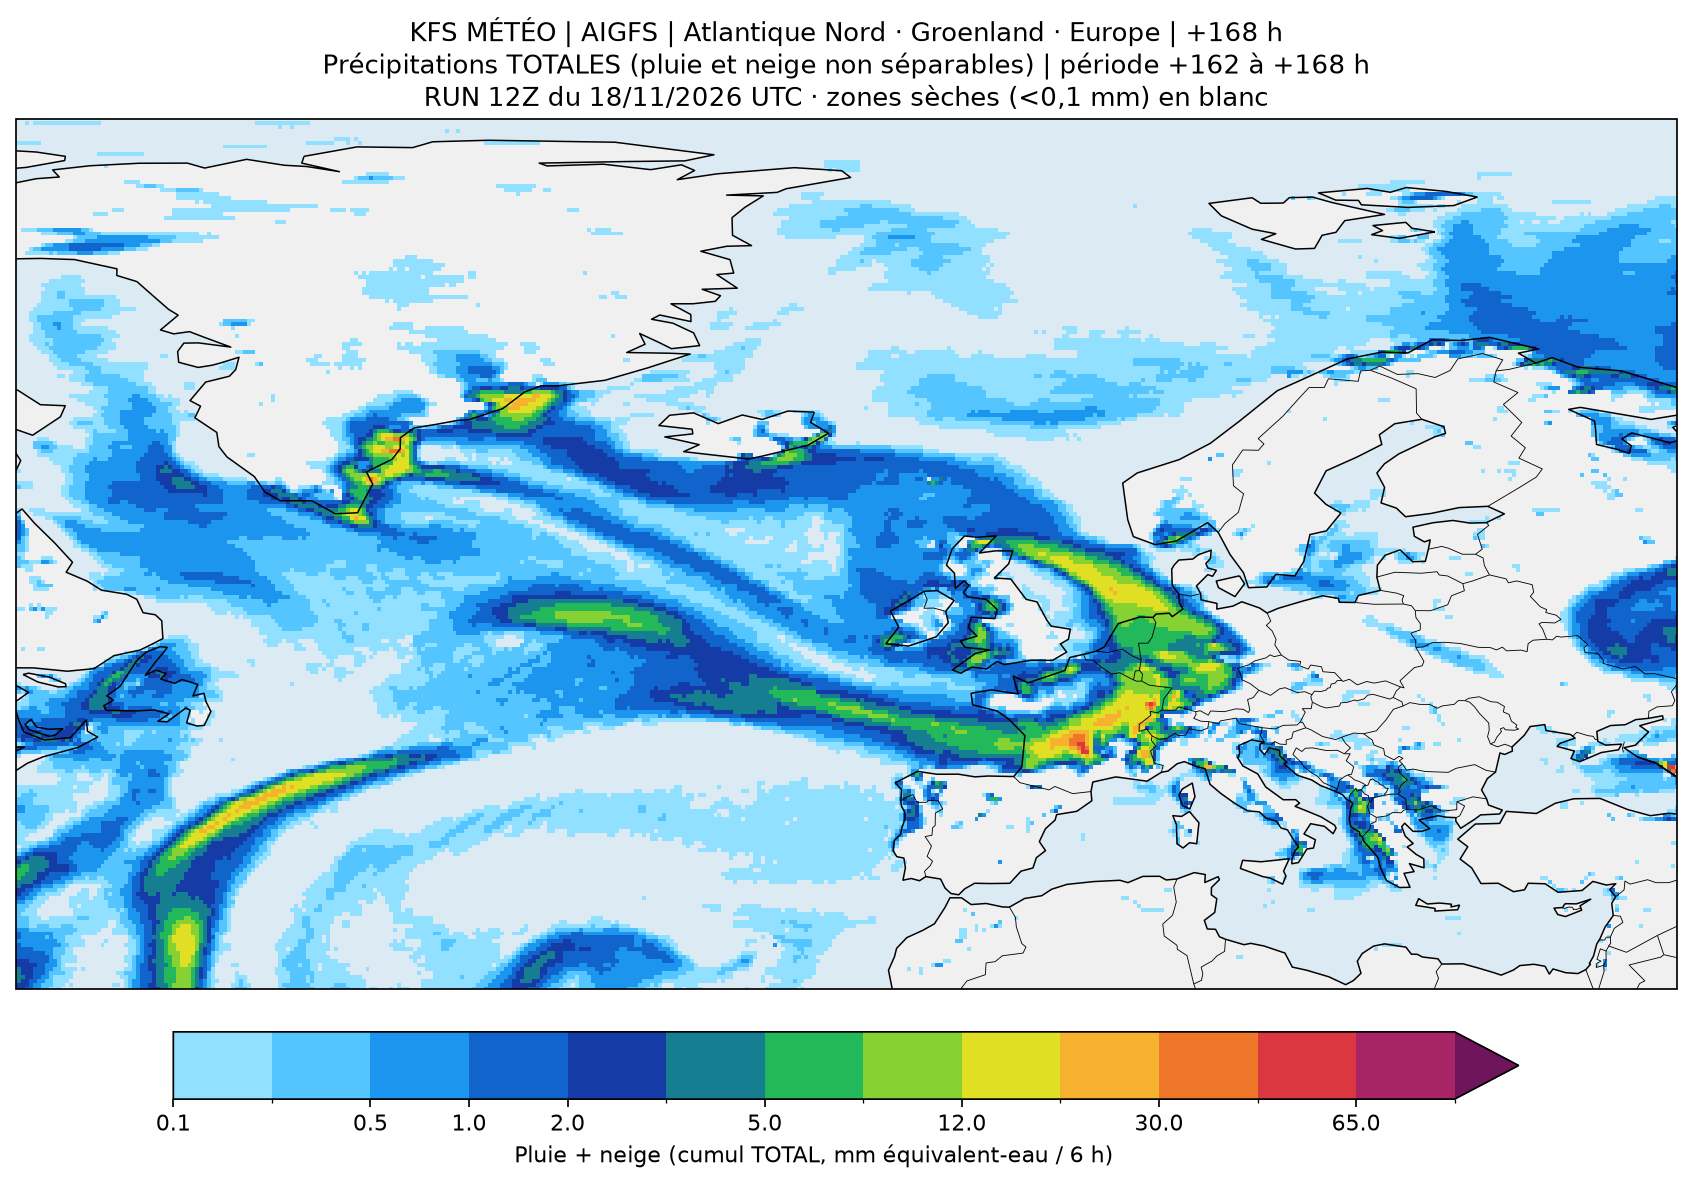 KFS MÉTÉO | AIGFS | Atlantique Nord · Groenland · Europe | +168 h
Précipitations TOTALES (pluie et neige non séparables) | période +162 à +168 h
RUN 12Z du 18/11/2026 UTC · zones sèches (<0,1 mm) en blanc
0.1 0.5 1.0 2.0 5.0 12.0 30.0 65.0
Pluie + neige (cumul TOTAL, mm équivalent-eau / 6 h)